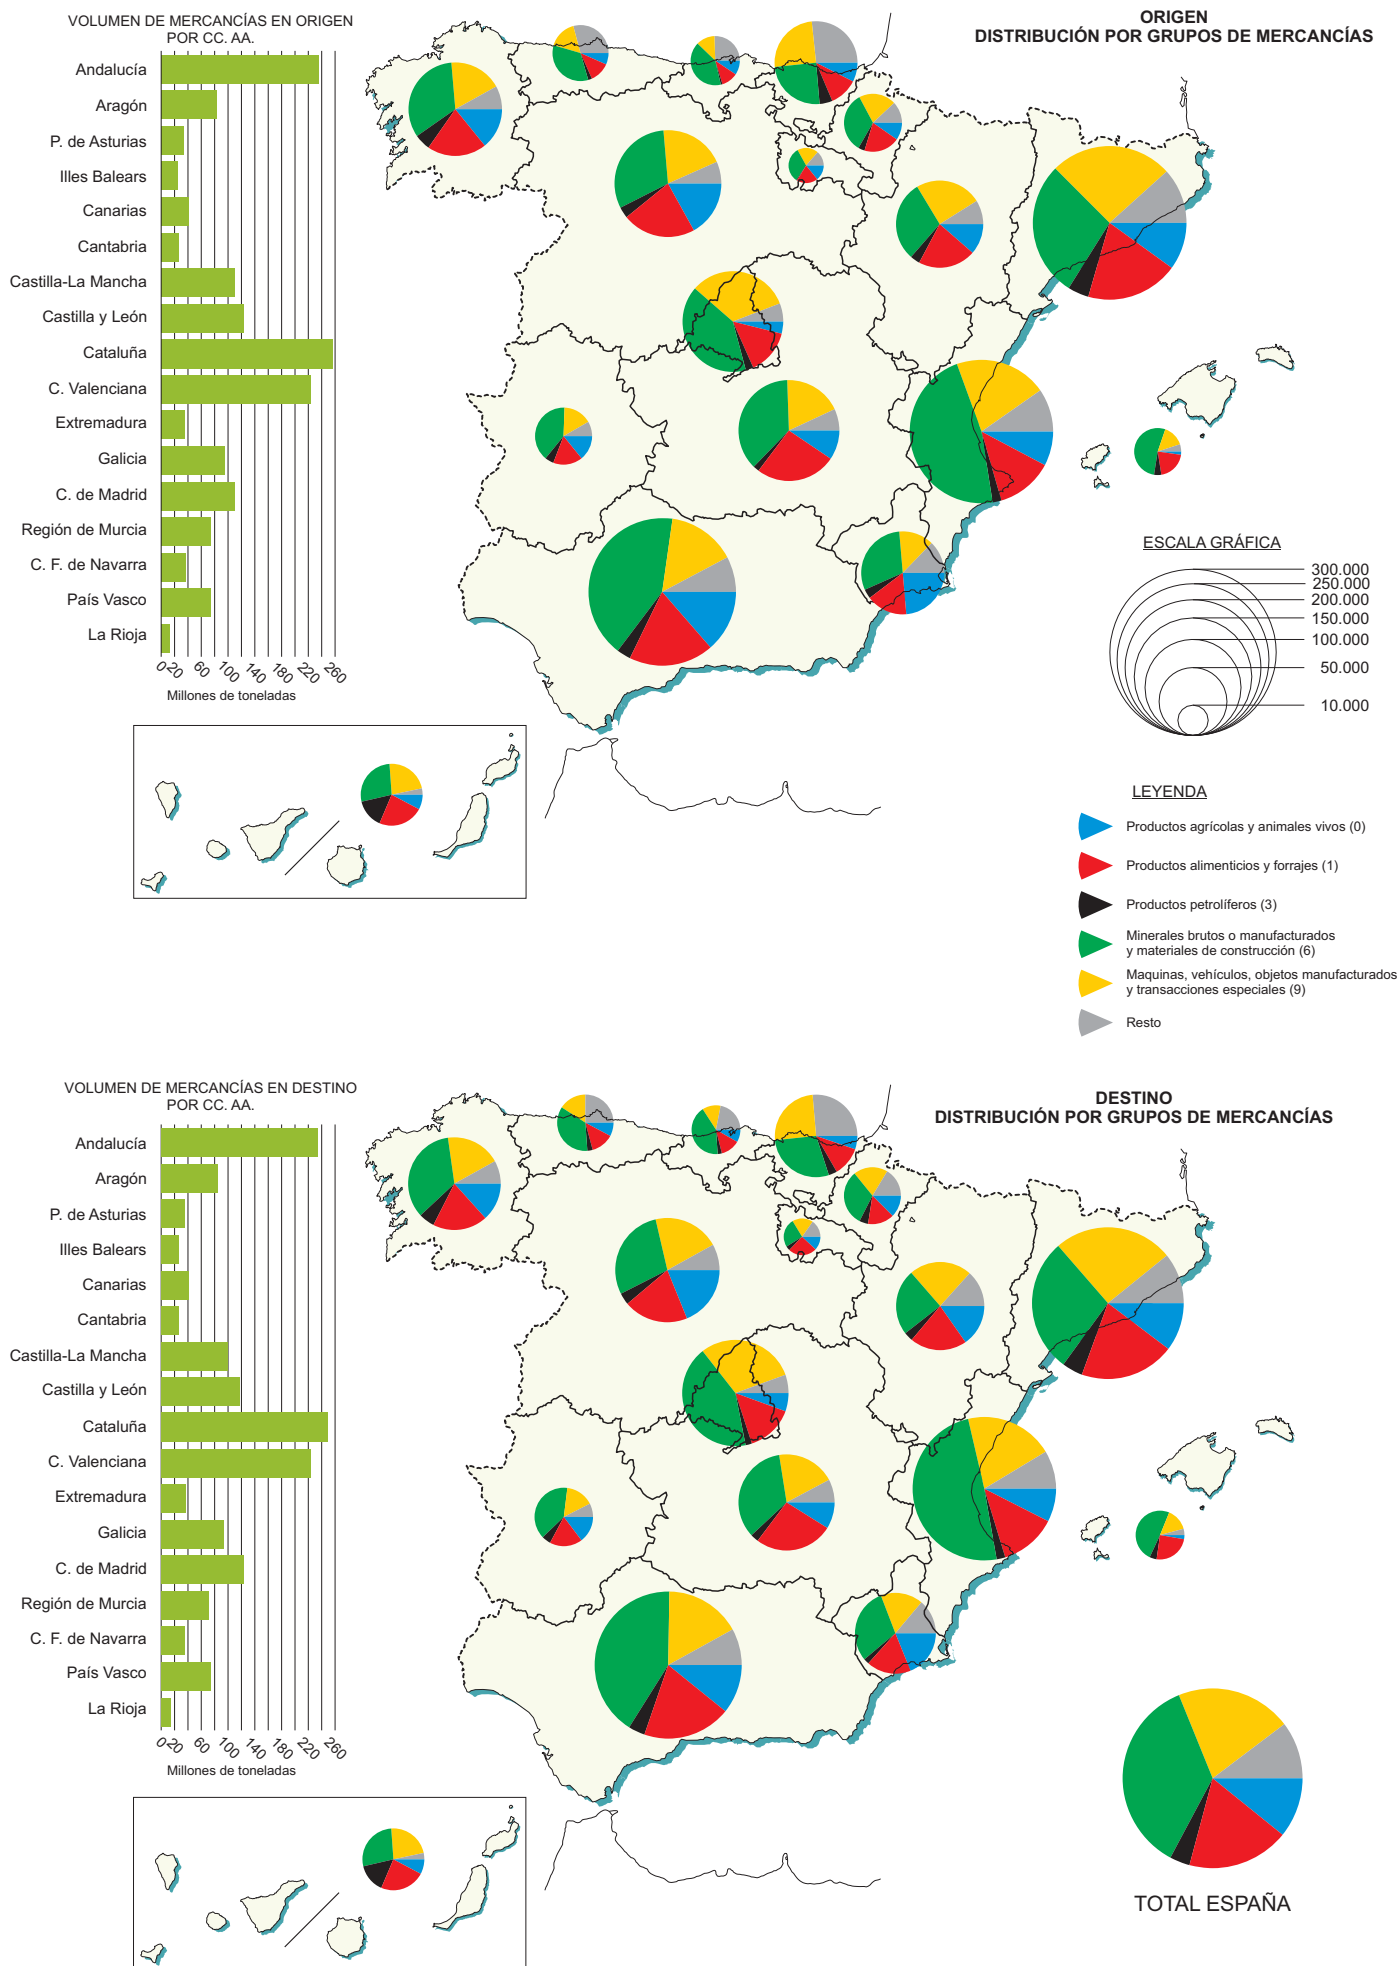 VOLUMEN DE MERCANCÍAS EN ORIGEN
POR CC. AA.
Andalucía
Aragón
P. de Asturias
Illes Balears
Canarias
Cantabria
Castilla-La Mancha
Castilla y León
Cataluña
C. Valenciana
Extremadura
Galicia
C. de Madrid
Región de Murcia
C. F. de Navarra
País Vasco
La Rioja
0 20 60 100 140 180 220 260
Millones de toneladas
ORIGEN
DISTRIBUCIÓN POR GRUPOS DE MERCANCÍAS
ESCALA GRÁFICA
300.000
250.000
200.000
150.000
100.000
50.000
10.000
LEYENDA
Productos agrícolas y animales vivos (0)
Productos alimenticios y forrajes (1)
Productos petrolíferos (3)
Minerales brutos o manufacturados
y materiales de construcción (6)
Maquinas, vehículos, objetos manufacturados
y transacciones especiales (9)
Resto
VOLUMEN DE MERCANCÍAS EN DESTINO
POR CC. AA.
Andalucía
Aragón
P. de Asturias
Illes Balears
Canarias
Cantabria
Castilla-La Mancha
Castilla y León
Cataluña
C. Valenciana
Extremadura
Galicia
C. de Madrid
Región de Murcia
C. F. de Navarra
País Vasco
La Rioja
0 20 60 100 140 180 220 260
Millones de toneladas
DESTINO
DISTRIBUCIÓN POR GRUPOS DE MERCANCÍAS
TOTAL ESPAÑA